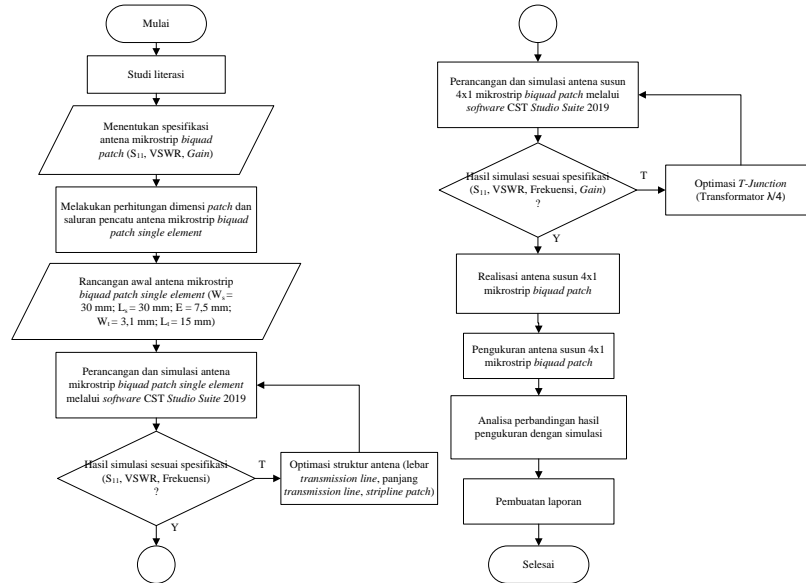 Mulai
Studi literasi
Menentukan spesifikasi
antena mikrostrip biquad
patch (S₁₁, VSWR, Gain)
Melakukan perhitungan dimensi patch dan
saluran pencatu antena mikrostrip biquad
patch single element
Rancangan awal antena mikrostrip
biquad patch single element (Wₛ =
30 mm; Lₛ = 30 mm; E = 7,5 mm;
Wₜ = 3,1 mm; Lₜ = 15 mm)
Perancangan dan simulasi antena
mikrostrip biquad patch single element
melalui software CST Studio Suite 2019
Hasil simulasi sesuai spesifikasi
(S₁₁, VSWR, Frekuensi)
?
T
Y
Optimasi struktur antena (lebar
transmission line, panjang
transmission line, stripline patch)
Perancangan dan simulasi antena susun
4x1 mikrostrip biquad patch melalui
software CST Studio Suite 2019
Hasil simulasi sesuai spesifikasi
(S₁₁, VSWR, Frekuensi, Gain)
?
T
Y
Optimasi T-Junction
(Transformator λ/4)
Realisasi antena susun 4x1
mikrostrip biquad patch
Pengukuran antena susun 4x1
mikrostrip biquad patch
Analisa perbandingan hasil
pengukuran dengan simulasi
Pembuatan laporan
Selesai